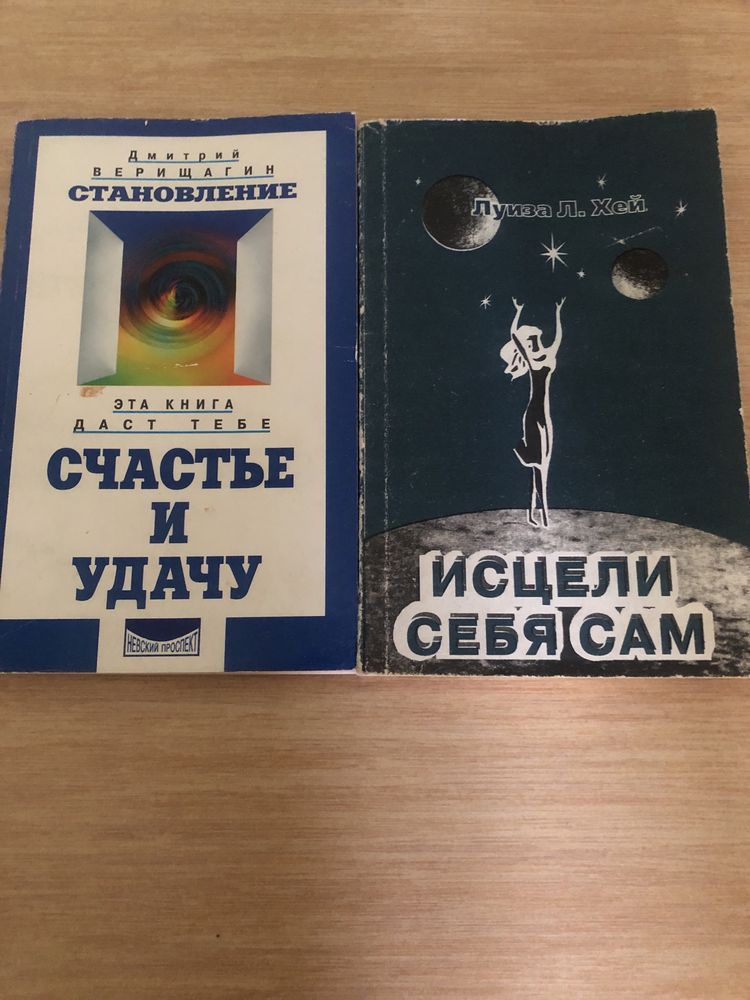 Дмитрий
ВЕРИЩАГИН
СТАНОВЛЕНИЕ
ЭТА КНИГА
ДАСТ ТЕБЕ
СЧАСТЬЕ
И
УДАЧУ
НЕВСКИЙ ПРОСПЕКТ
Луиза Л. Хей
ИСЦЕЛИ
СЕБЯ САМ